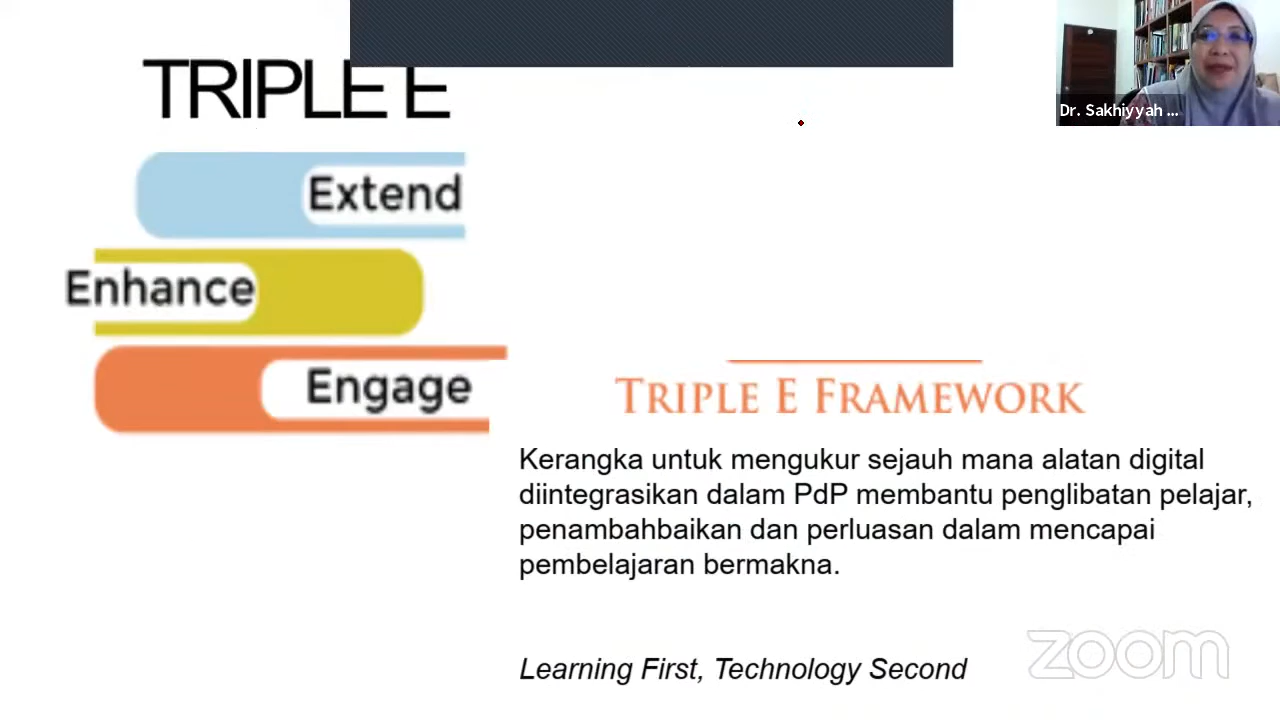 TRIPLE E
Dr. Sakhiyyah ...
Extend
Enhance
Engage
TRIPLE E FRAMEWORK
Kerangka untuk mengukur sejauh mana alatan digital
diintegrasikan dalam PdP membantu penglibatan pelajar,
penambahbaikan dan perluasan dalam mencapai
pembelajaran bermakna.
Learning First, Technology Second
zoom